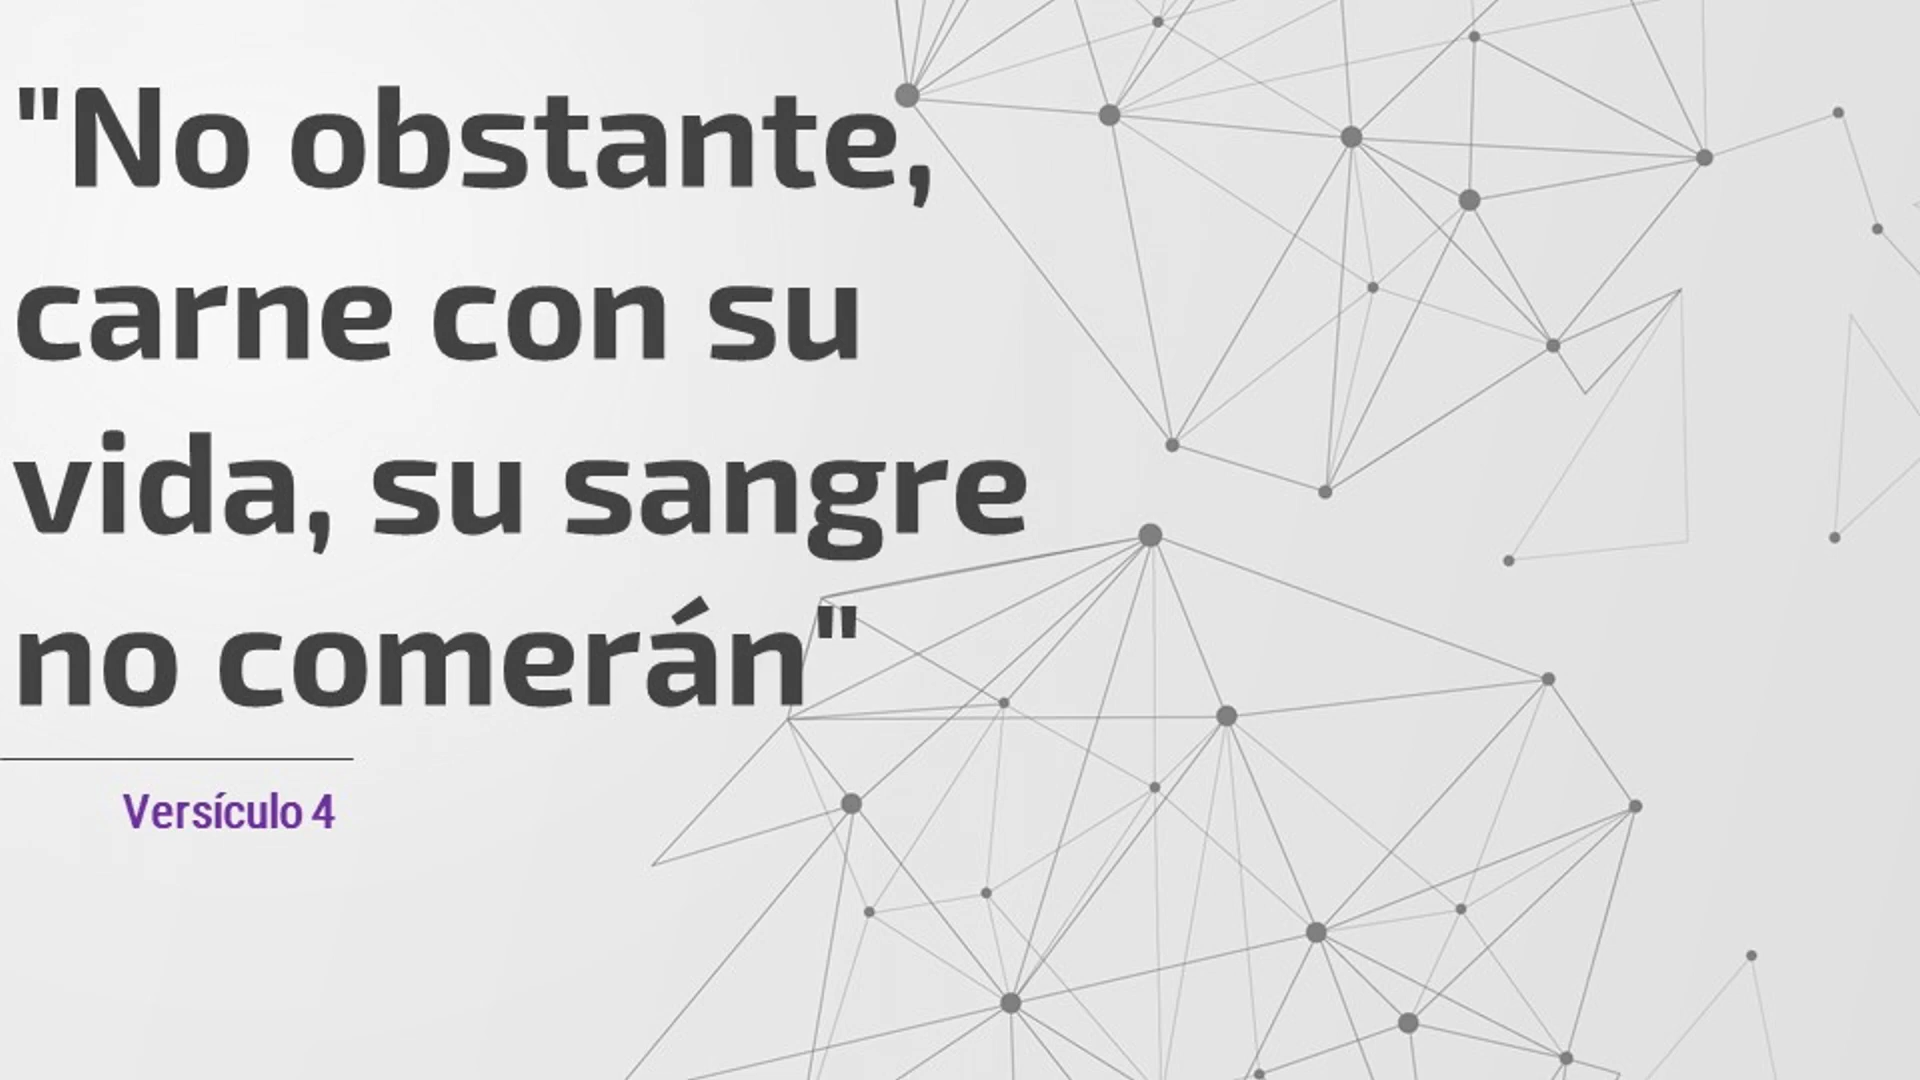 "No obstante,
carne con su
vida, su sangre
no comerán"
Versículo 4